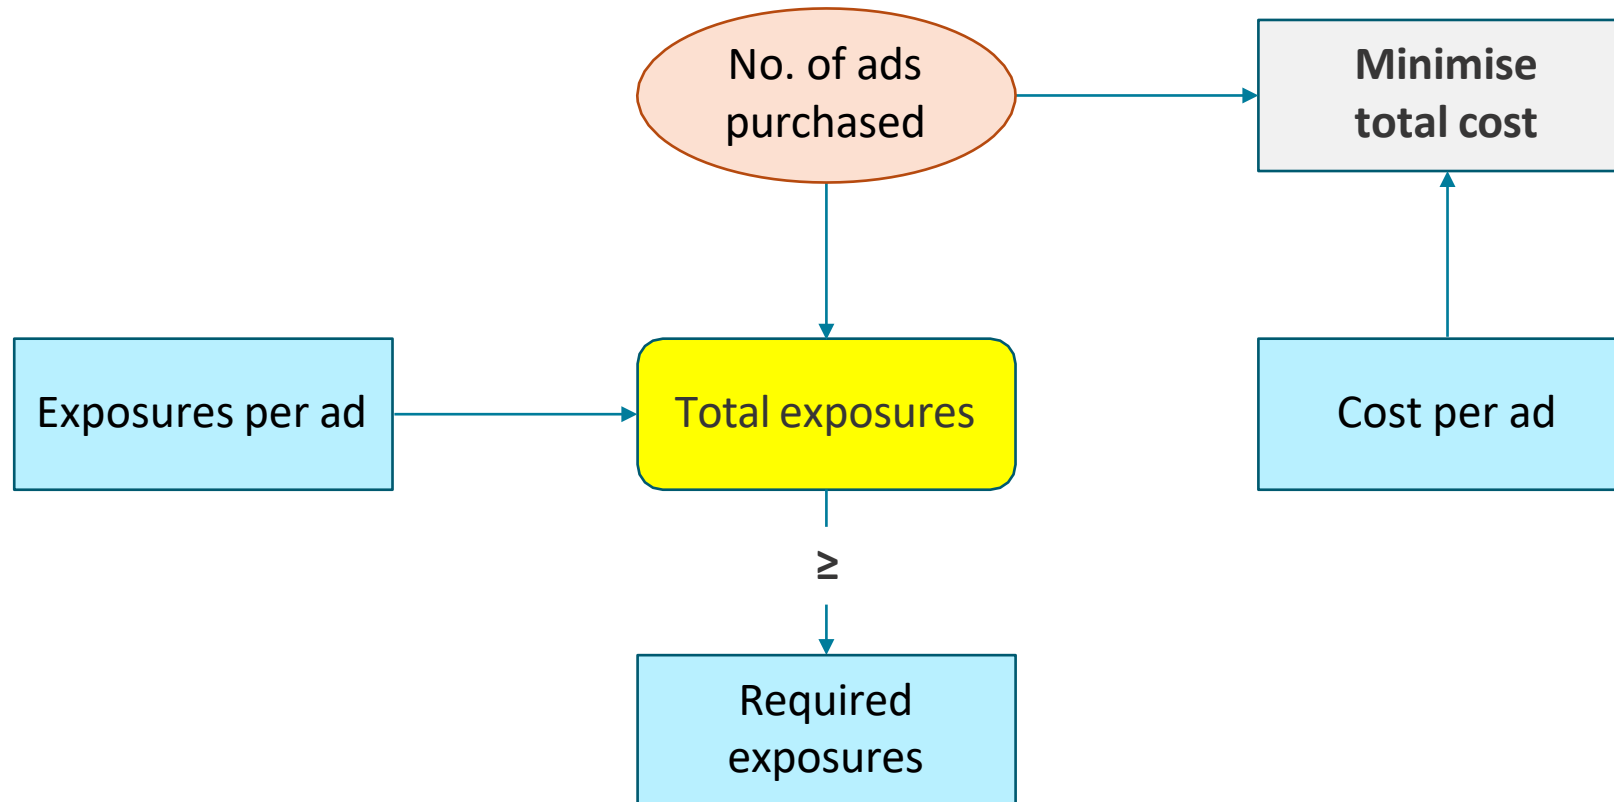 No. of ads
purchased
Minimise
total cost
Exposures per ad
Total exposures
Cost per ad
≥
Required
exposures